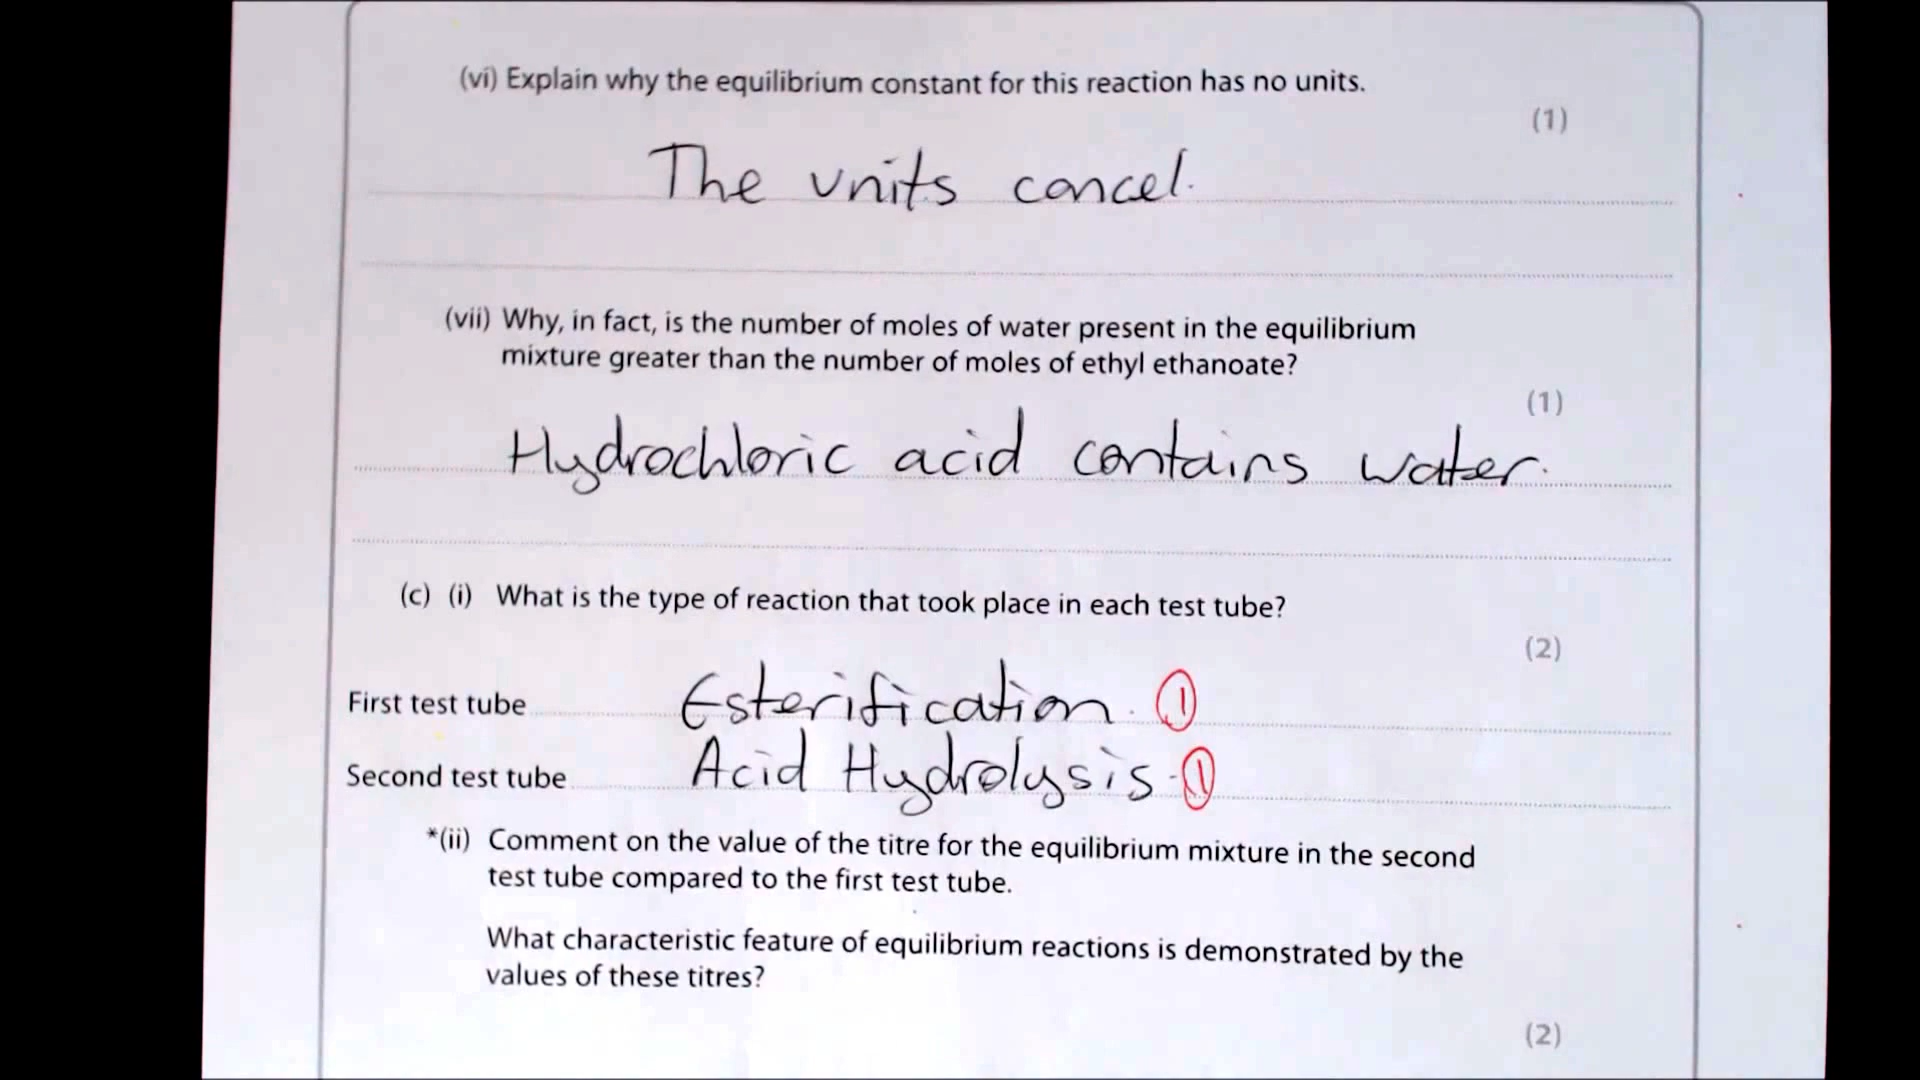 (vi) Explain why the equilibrium constant for this reaction has no units.
(1)
The units cancel.
(vii) Why, in fact, is the number of moles of water present in the equilibrium
mixture greater than the number of moles of ethyl ethanoate?
(1)
Hydrochloric acid contains water.
(c) (i) What is the type of reaction that took place in each test tube?
(2)
First test tube Esterification. 1
Second test tube Acid Hydrolysis. 1
*(ii) Comment on the value of the titre for the equilibrium mixture in the second
test tube compared to the first test tube.
What characteristic feature of equilibrium reactions is demonstrated by the
values of these titres?
(2)